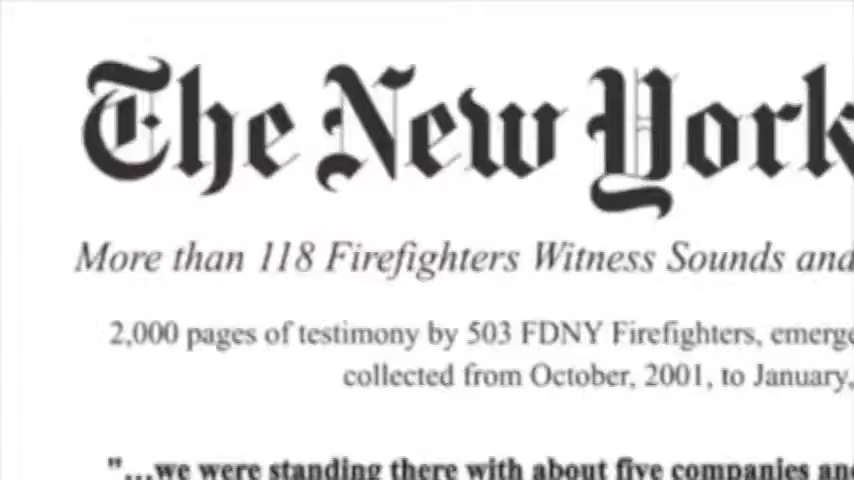 The New York
More than 118 Firefighters Witness Sounds and
2,000 pages of testimony by 503 FDNY Firefighters, emerge
collected from October, 2001, to January,
"...we were standing there with about five companies and